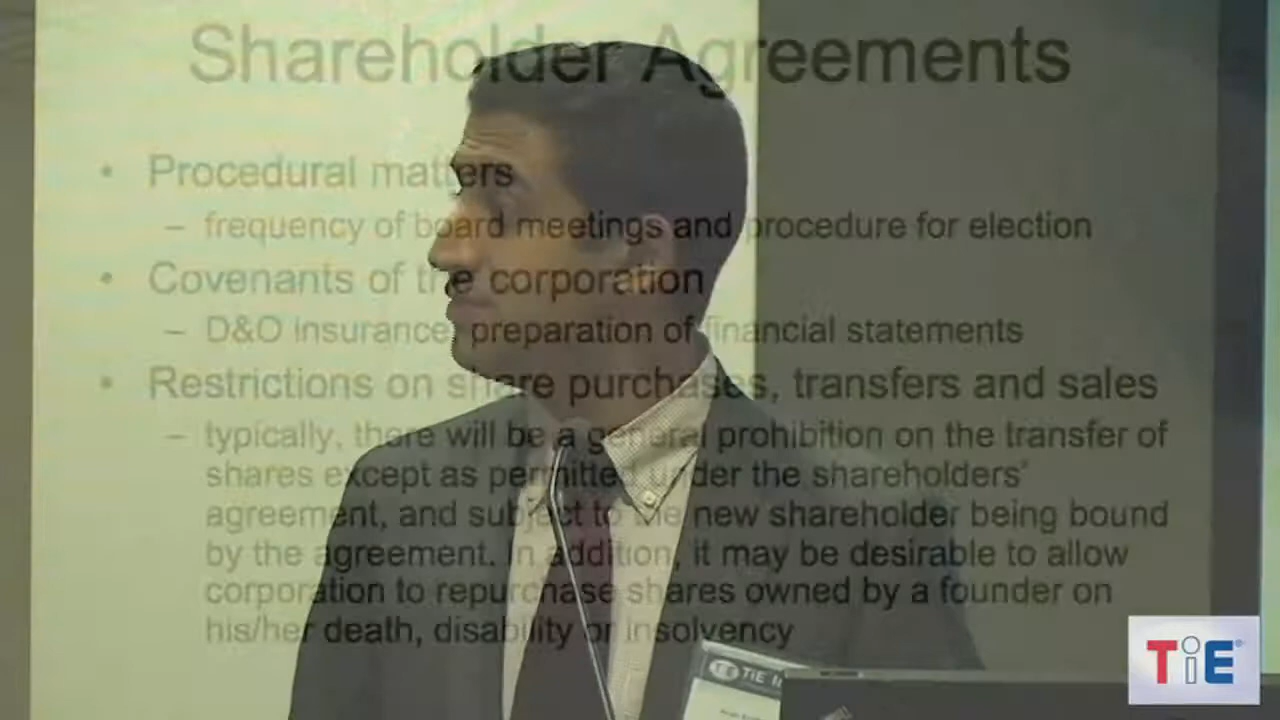 Shareholder Agreements
• Procedural matters
– frequency of board meetings and procedure for election
• Covenants of the corporation
– D&O insurance, preparation of financial statements
• Restrictions on share purchases, transfers and sales
– typically, there will be a general prohibition on the transfer of
shares except as permitted under the shareholders'
agreement, and subject to the new shareholder being bound
by the agreement. In addition, it may be desirable to allow
corporation to repurchase shares owned by a founder on
his/her death, disability or insolvency
TiE
TiE